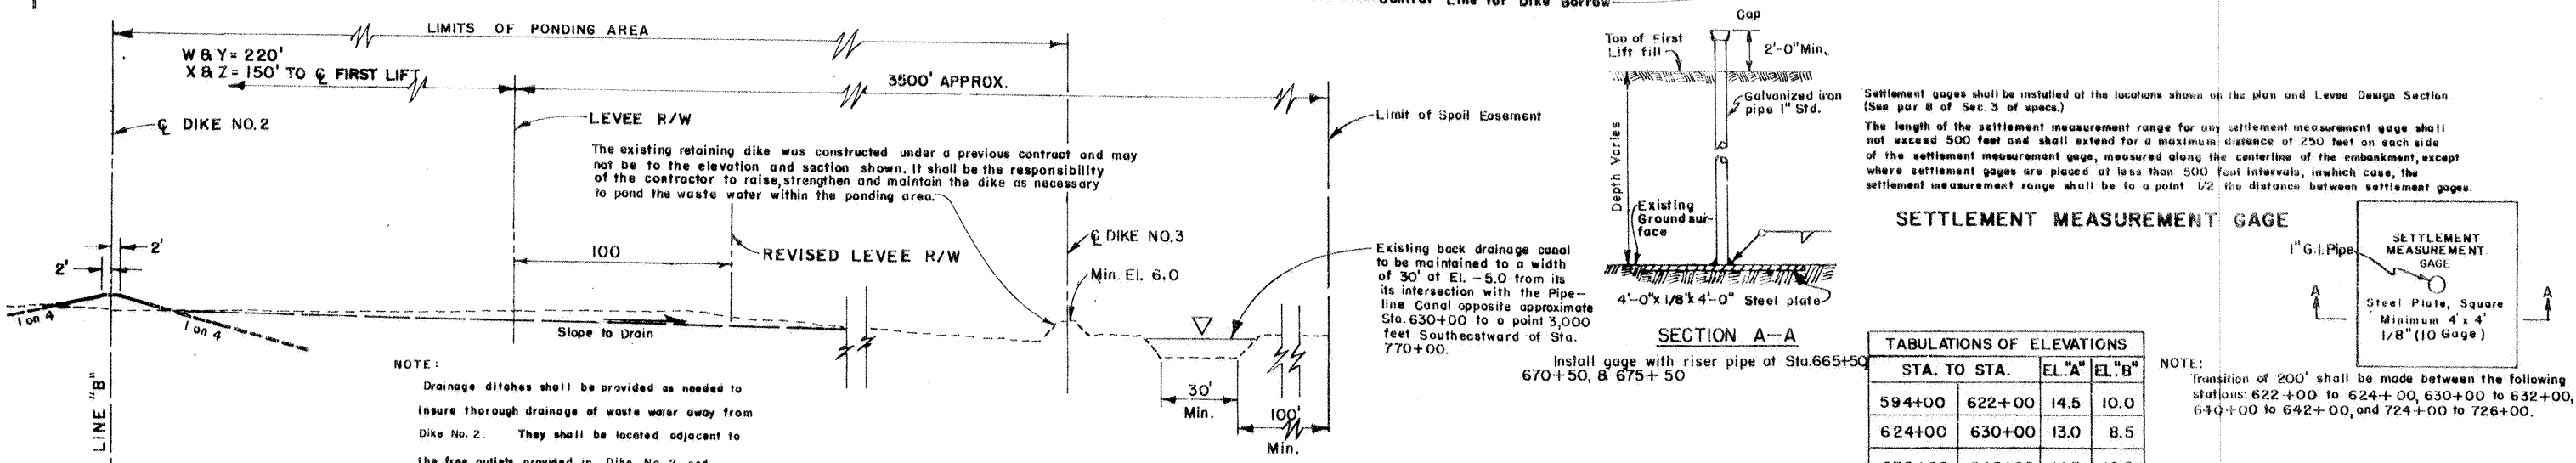 Control Line for Dike Borrow
LIMITS OF PONDING AREA
W & Y = 220'
X & Z = 150' TO ℄ FIRST LIFT
3500' APPROX.
℄ DIKE NO. 2
LEVEE R/W
Limit of Spoil Easement
The existing retaining dike was constructed under a previous contract and may
not be to the elevation and section shown. It shall be the responsibility
of the contractor to raise, strengthen and maintain the dike as necessary
to pond the waste water within the ponding area.
2'
2'
100
REVISED LEVEE R/W
℄ DIKE NO. 3
Min. El. 6.0
Existing back drainage canal
to be maintained to a width
of 30' at El. -5.0 from its
its intersection with the Pipe-
line Canal opposite approximate
Sta. 630+00 to a point 3,000
feet Southeastward of Sta.
770+00.
1 on 4
1 on 4
Slope to Drain
30'
Min.
100'
Min.
LINE "B"
NOTE:
Drainage ditches shall be provided as needed to
insure thorough drainage of waste water away from
Dike No. 2. They shall be located adjacent to
the free outlets provided in Dike No. 2 and
Cap
Top of First
Lift fill
2'-0" Min.
Galvanized iron
pipe 1" Std.
Depth Varies
Existing
Ground sur-
face
4'-0" x 1/8" x 4'-0" Steel plate
SECTION A-A
Install gage with riser pipe at Sta. 665+50,
670+50, & 675+50
Settlement gages shall be installed at the locations shown on the plan and Levee Design Section.
(See par. 8 of Sec. 3 of specs.)
The length of the settlement measurement range for any settlement measurement gage shall
not exceed 500 feet and shall extend for a maximum distance of 250 feet on each side
of the settlement measurement gage, measured along the centerline of the embankment, except
where settlement gages are placed at less than 500 foot intervals, inwhich case, the
settlement measurement range shall be to a point 1/2 the distance between settlement gages.
SETTLEMENT MEASUREMENT GAGE
SETTLEMENT
MEASUREMENT
GAGE
1" G.I. Pipe
A
A
Steel Plate, Square
Minimum 4' x 4'
1/8" (10 Gage)
TABULATIONS OF ELEVATIONS
STA. TO STA. EL."A" EL."B"
594+00 622+00 14.5 10.0
624+00 630+00 13.0 8.5
NOTE:
Transition of 200' shall be made between the following
stations: 622+00 to 624+00, 630+00 to 632+00,
640+00 to 642+00, and 724+00 to 726+00.